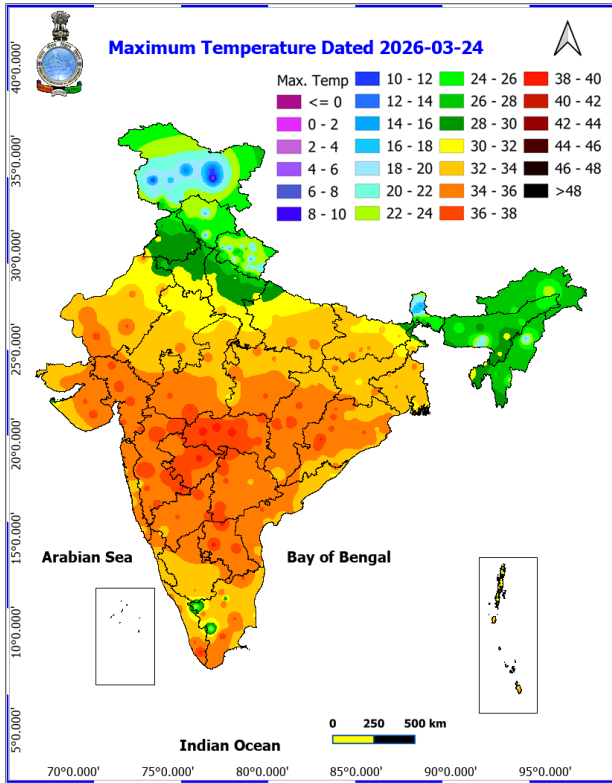 Maximum Temperature Dated 2026-03-24
Max. Temp
<= 0
0 - 2
2 - 4
4 - 6
6 - 8
8 - 10
10 - 12
12 - 14
14 - 16
16 - 18
18 - 20
20 - 22
22 - 24
24 - 26
26 - 28
28 - 30
30 - 32
32 - 34
34 - 36
36 - 38
38 - 40
40 - 42
42 - 44
44 - 46
46 - 48
>48
40°0.000'
35°0.000'
30°0.000'
25°0.000'
20°0.000'
15°0.000'
10°0.000'
5°0.000'
Arabian Sea
Bay of Bengal
Indian Ocean
0 250 500 km
70°0.000' 75°0.000' 80°0.000' 85°0.000' 90°0.000' 95°0.000'